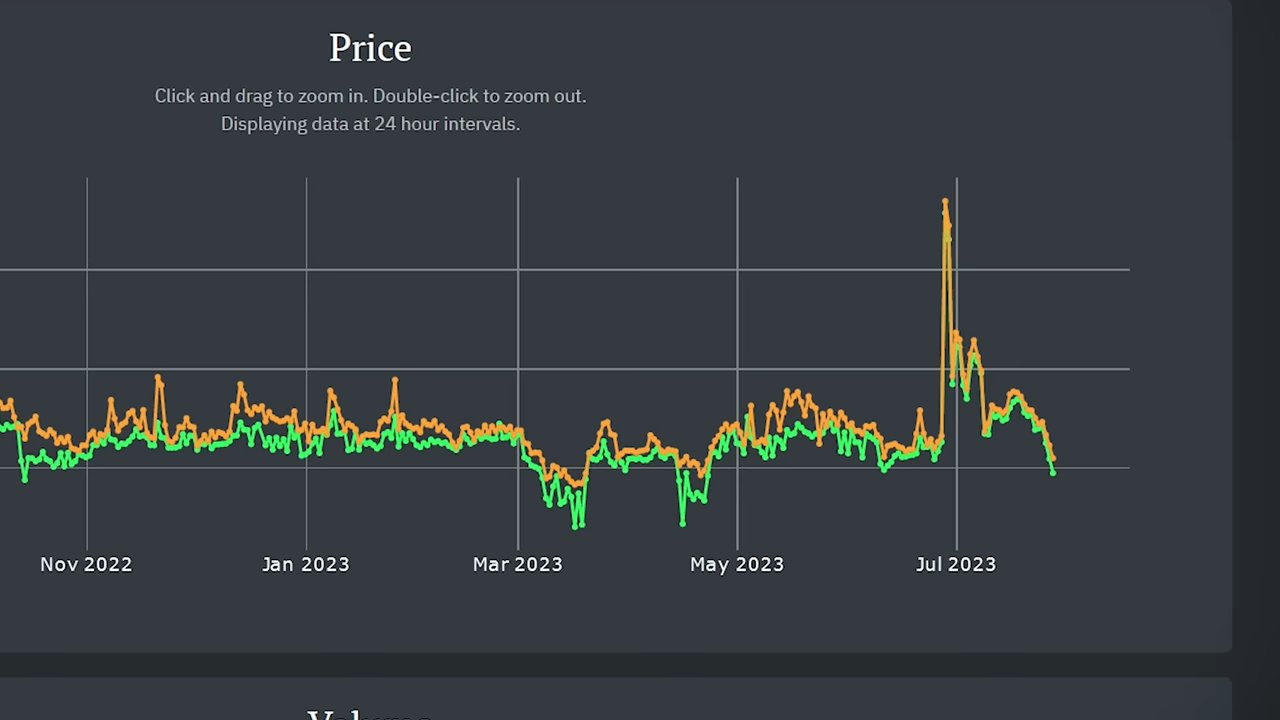 Price
Click and drag to zoom in. Double-click to zoom out.
Displaying data at 24 hour intervals.
Nov 2022 Jan 2023 Mar 2023 May 2023 Jul 2023